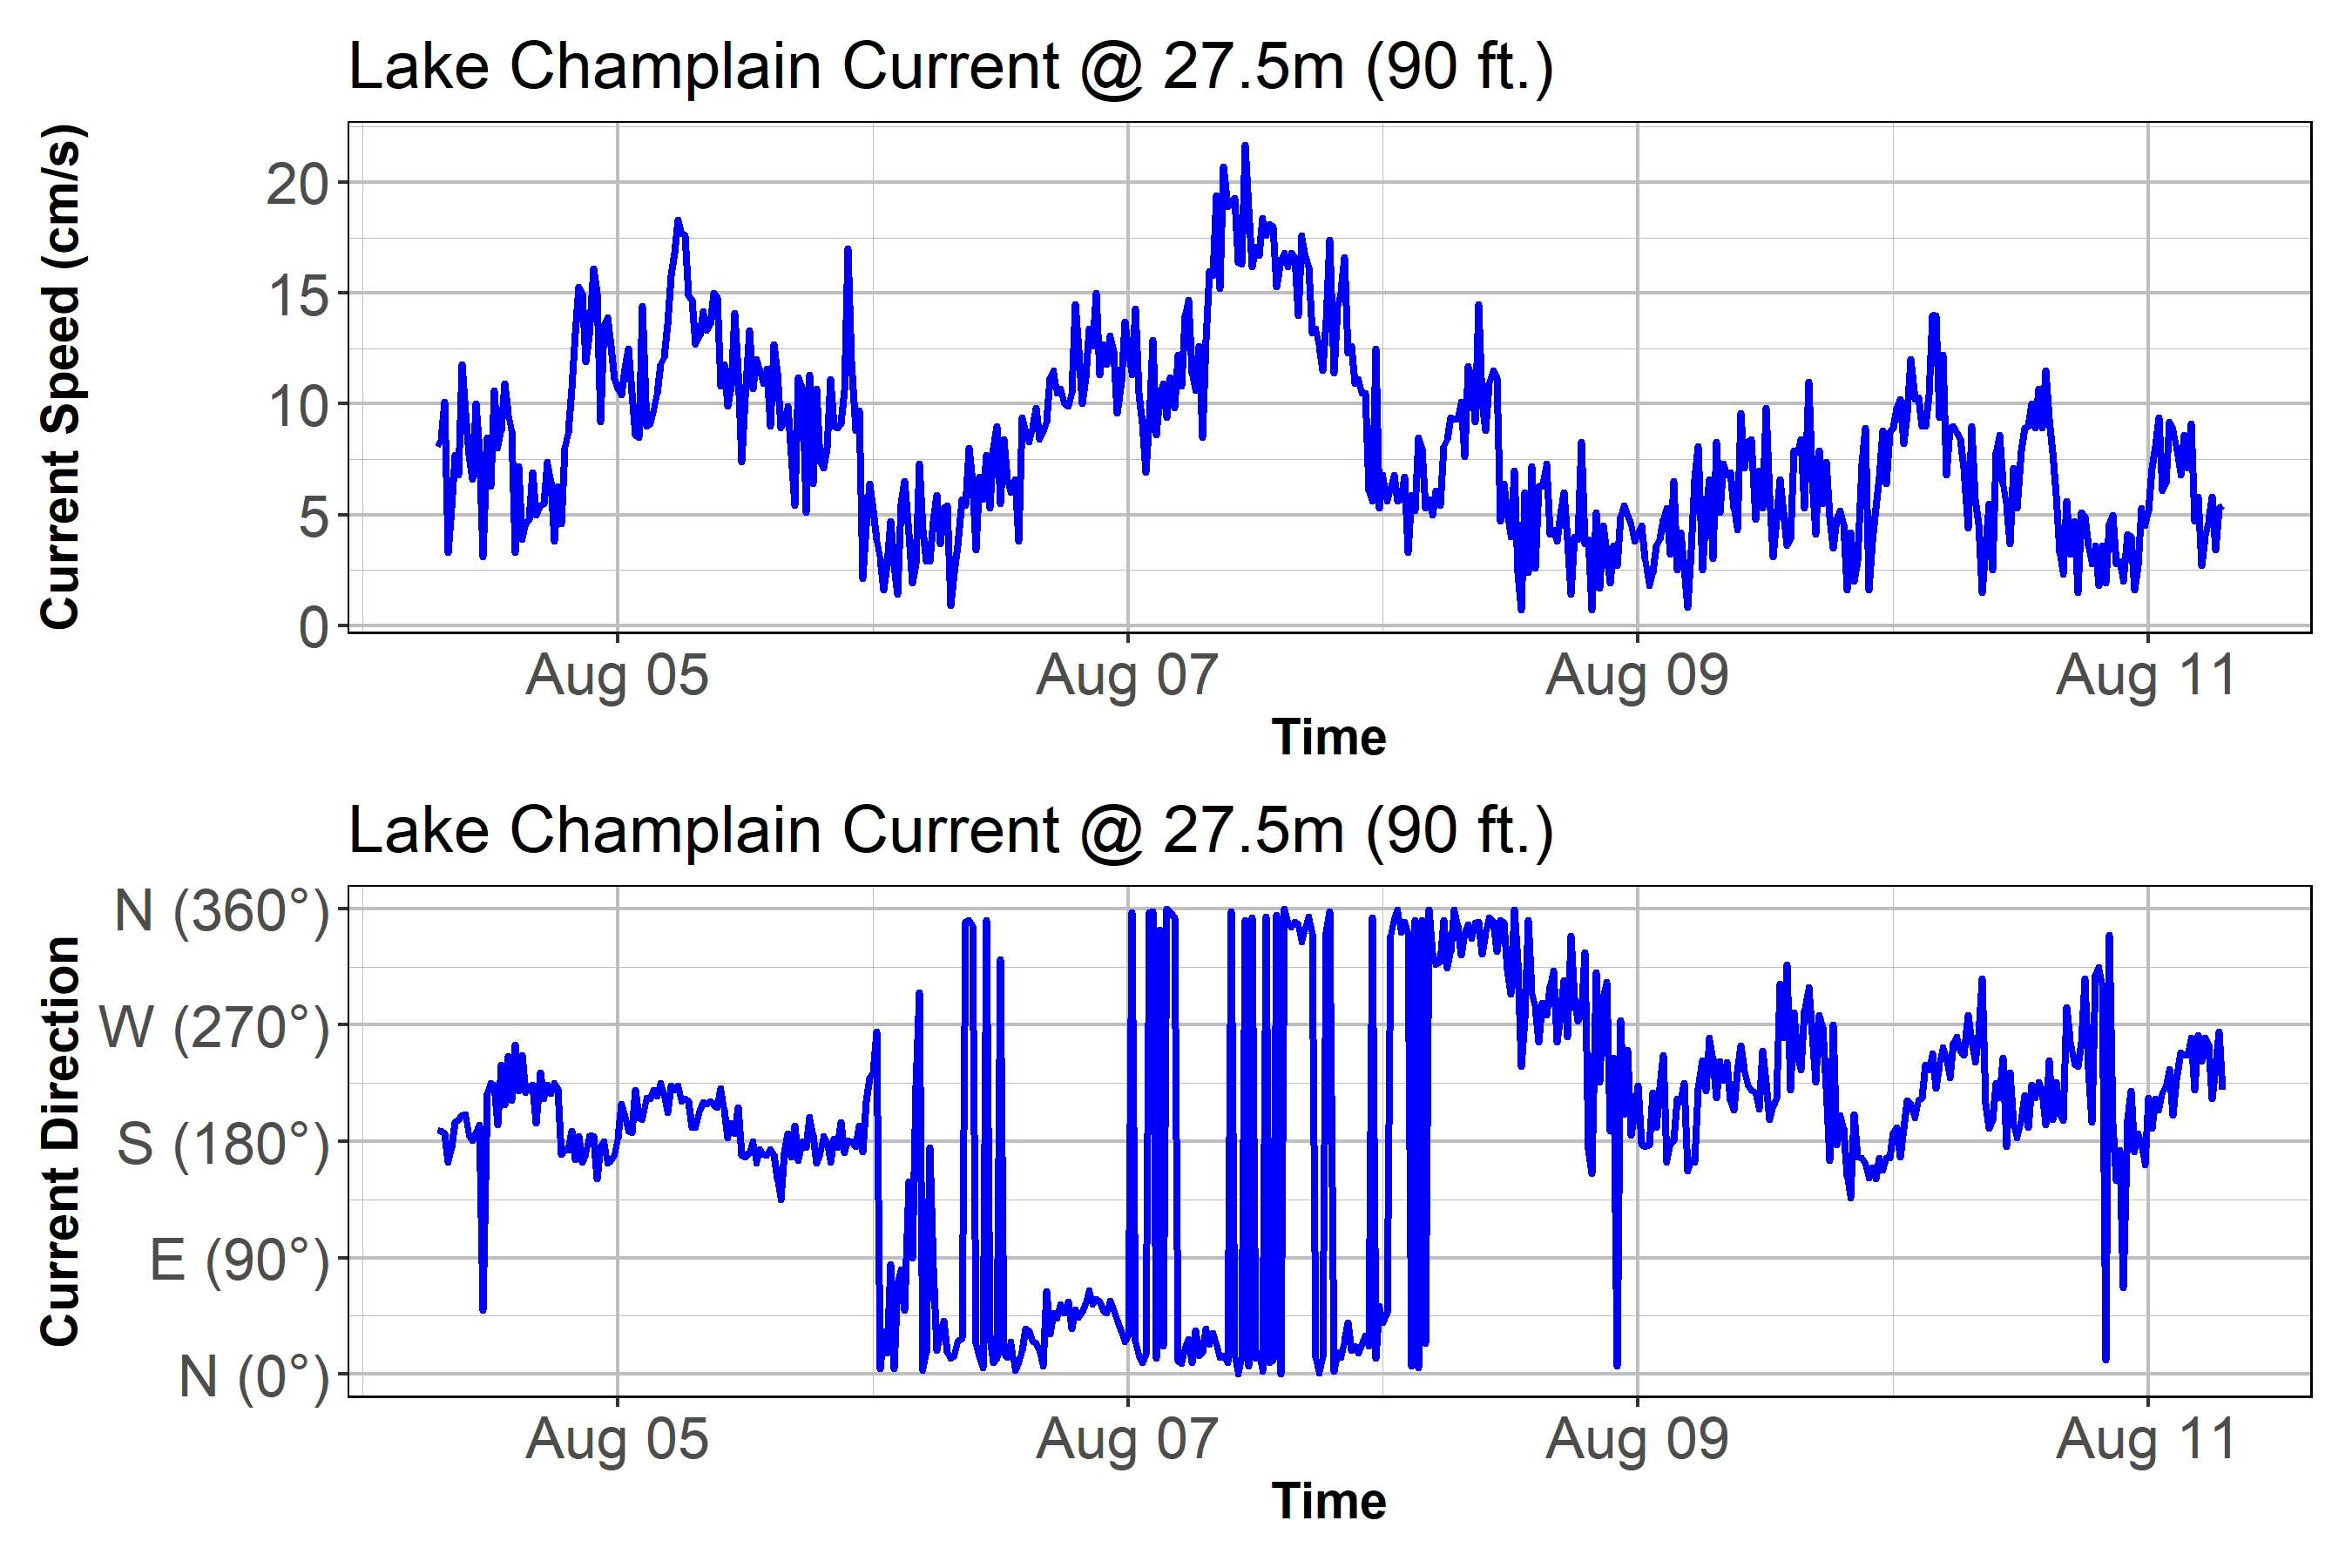 Lake Champlain Current @ 27.5m (90 ft.)
Current Speed (cm/s)
20
15
10
5
0
Aug 05 Aug 07 Aug 09 Aug 11
Time
Lake Champlain Current @ 27.5m (90 ft.)
Current Direction
N (360°)
W (270°)
S (180°)
E (90°)
N (0°)
Aug 05 Aug 07 Aug 09 Aug 11
Time